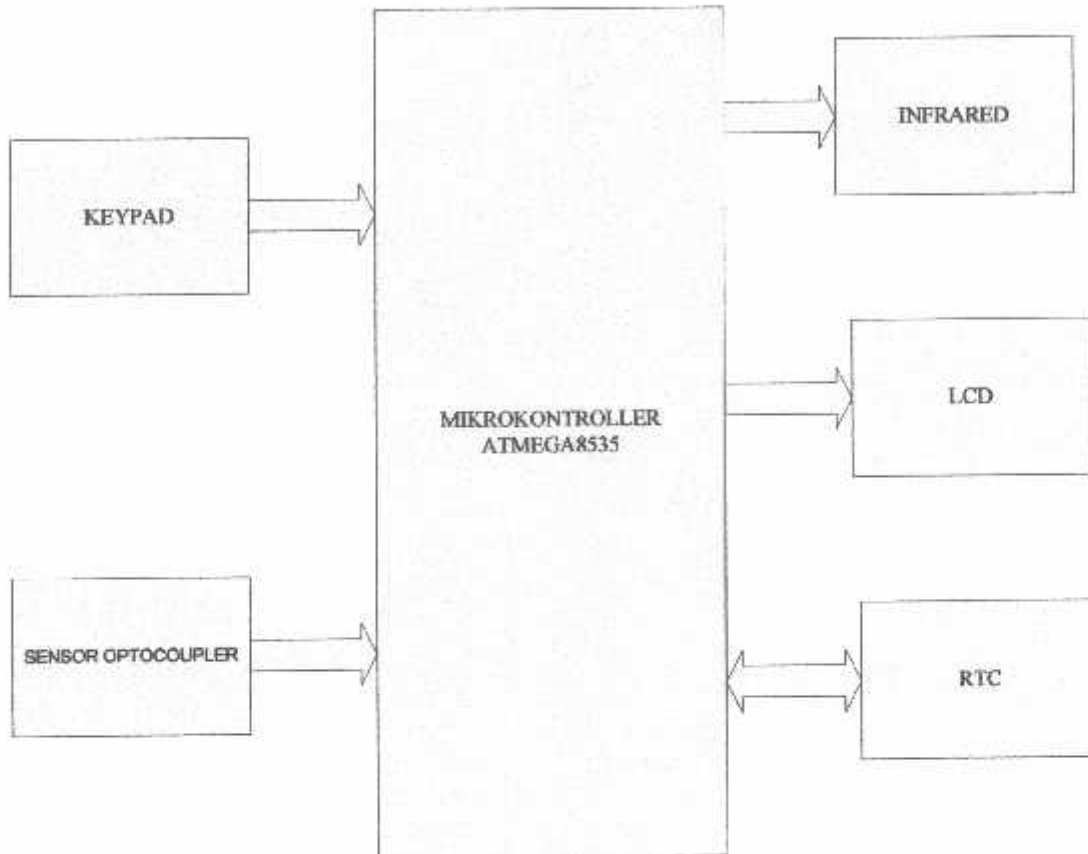 INFRARED
KEYPAD
LCD
MIKROKONTROLLER
ATMEGA8535
SENSOR OPTOCOUPLER
RTC